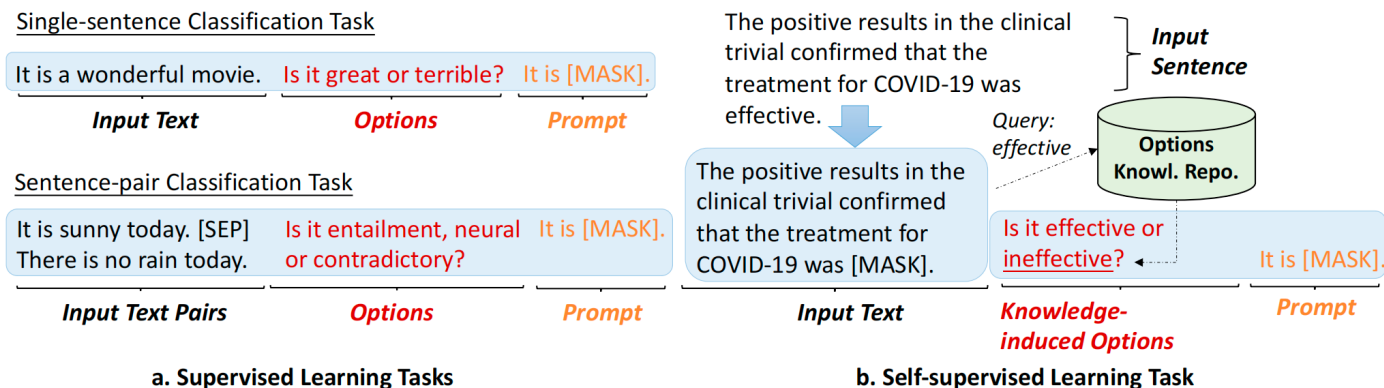 Single-sentence Classification Task
It is a wonderful movie. Is it great or terrible? It is [MASK].
Input Text Options Prompt
Sentence-pair Classification Task
It is sunny today. [SEP] Is it entailment, neural It is [MASK].
There is no rain today. or contradictory?
Input Text Pairs Options Prompt
a. Supervised Learning Tasks
The positive results in the clinical
trivial confirmed that the
treatment for COVID-19 was
effective.
Input
Sentence
Query:
effective
Options
Knowl. Repo.
The positive results in the
clinical trivial confirmed
that the treatment for
COVID-19 was [MASK].
Is it effective or
ineffective? It is [MASK].
Input Text Knowledge-
induced Options
Prompt
b. Self-supervised Learning Task